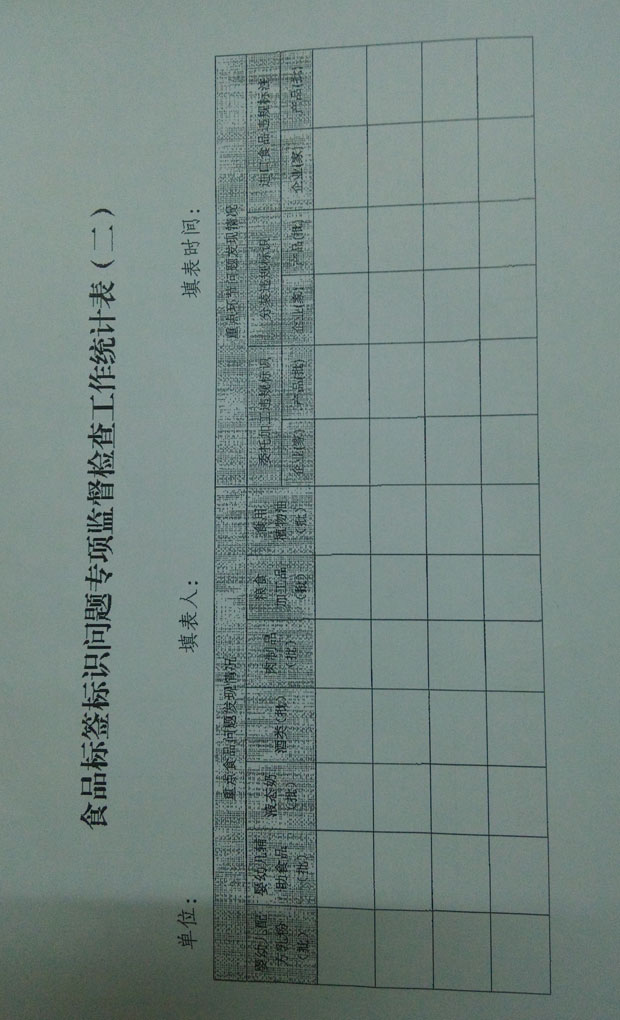 食品标签标识问题专项监督检查工作统计表（二）
单位： 填表人： 填表时间：
重点食品问题发现情况 重点环节问题发现情况
婴幼儿配方乳粉（批） 婴幼儿辅助食品（批） 液态奶（批） 酒类（批） 肉制品（批） 粮食加工品（批） 食用植物油（批） 委托加工违规标识 分装违规标识 进口食品违规标注
企业(家) 产品(批) 企业(家) 产品(批) 企业(家) 产品(批)